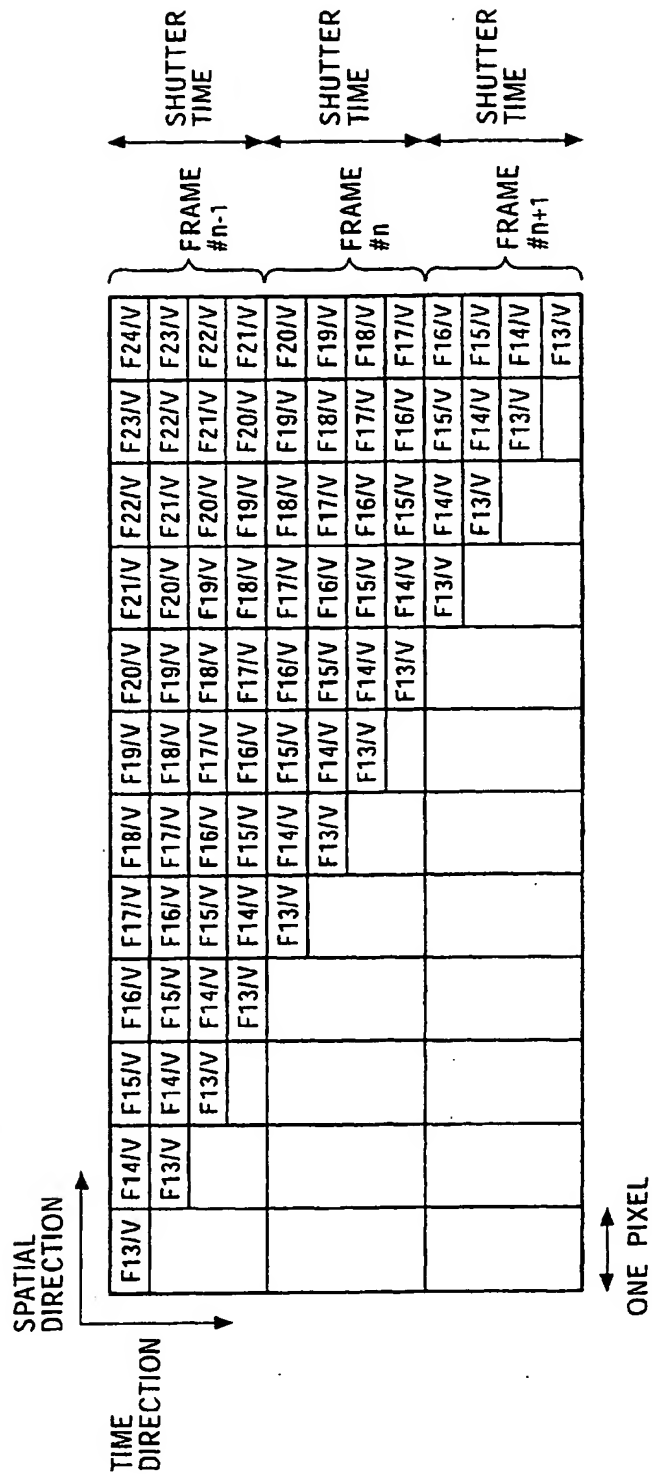 SPATIAL
DIRECTION
TIME
DIRECTION
F13/V F14/V F15/V F16/V F17/V F18/V F19/V F20/V F21/V F22/V F23/V F24/V
F13/V F14/V F15/V F16/V F17/V F18/V F19/V F20/V F21/V F22/V F23/V
F13/V F14/V F15/V F16/V F17/V F18/V F19/V F20/V F21/V F22/V
F13/V F14/V F15/V F16/V F17/V F18/V F19/V F20/V F21/V
FRAME
#n-1
SHUTTER
TIME
F13/V F14/V F15/V F16/V F17/V F18/V F19/V F20/V
F13/V F14/V F15/V F16/V F17/V F18/V F19/V
F13/V F14/V F15/V F16/V F17/V F18/V
F13/V F14/V F15/V F16/V F17/V
FRAME
#n
SHUTTER
TIME
F13/V F14/V F15/V F16/V
F13/V F14/V F15/V
F13/V F14/V
F13/V
FRAME
#n+1
SHUTTER
TIME
ONE PIXEL